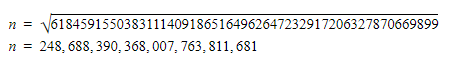 n = √61845915503831114091865164962647232917206327870669899
n = 248, 688, 390, 368, 007, 763, 811, 681